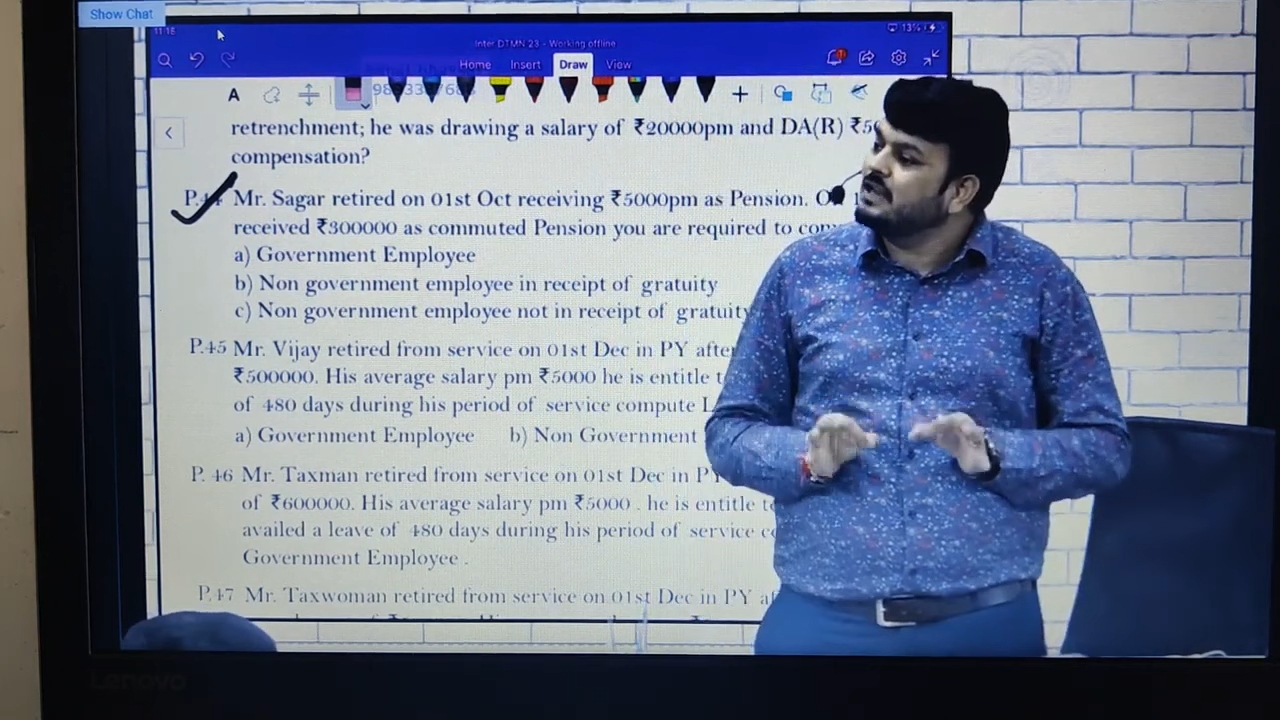 Show Chat
11:16
13%
Inter DTMN 23 - Working offline
Home Insert Draw View
A
retrenchment; he was drawing a salary of ₹20000pm and DA(R)
compensation?
Mr. Sagar retired on 01st Oct receiving ₹5000pm as Pension.
received ₹300000 as commuted Pension you are required to
a) Government Employee
b) Non government employee in receipt of gratuity
c) Non government employee not in receipt of gratuity
P.45 Mr. Vijay retired from service on 01st Dec in PY after
₹500000. His average salary pm ₹5000 he is entitle
of 480 days during his period of service compute
a) Government Employee b) Non Government
P. 46 Mr. Taxman retired from service on 01st Dec in
of ₹600000. His average salary pm ₹5000 . he is entitle
availed a leave of 480 days during his period of service
Government Employee .
P.47 Mr. Taxwoman retired from service on 01st Dec in PY
Lenovo